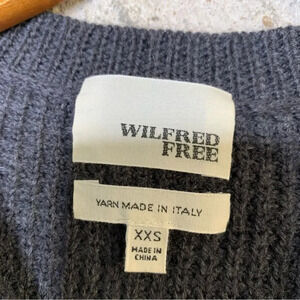 WILFRED
FREE
YARN MADE IN ITALY
XXS
MADE IN
CHINA